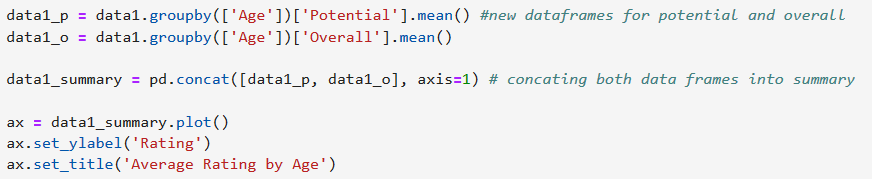 data1_p = data1.groupby(['Age'])['Potential'].mean() #new dataframes for potential and overall
data1_o = data1.groupby(['Age'])['Overall'].mean()
data1_summary = pd.concat([data1_p, data1_o], axis=1) # concating both data frames into summary
ax = data1_summary.plot()
ax.set_ylabel('Rating')
ax.set_title('Average Rating by Age')